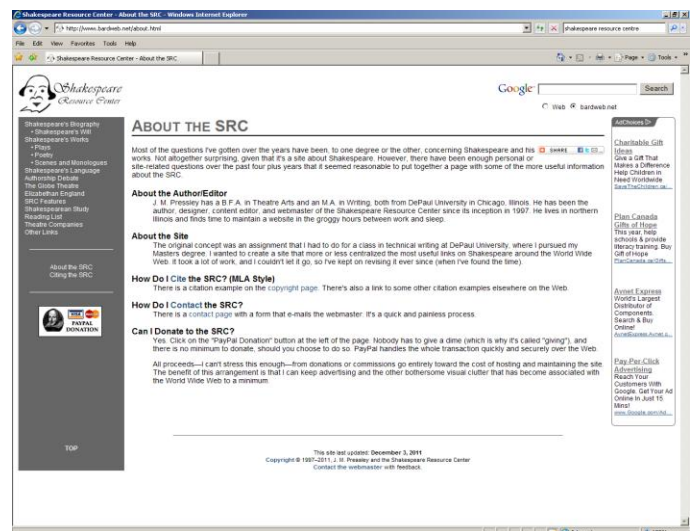 Shakespeare Resource Center - About the SRC - Windows Internet Explorer
http://www.bardweb.net/about.html
shakespeare resource centre
File Edit View Favorites Tools Help
Shakespeare Resource Center - About the SRC
Page Tools
Shakespeare
Resource Center
Google
Search
Web bardweb.net
Shakespeare's Biography
• Shakespeare's Will
Shakespeare's Works
• Plays
• Poetry
• Scenes and Monologues
Shakespeare's Language
Authorship Debate
The Globe Theatre
Elizabethan England
SRC Features
Shakespearean Study
Reading List
Theatre Companies
Other Links
About the SRC
Citing the SRC
PAYPAL
DONATION
TOP
ABOUT THE SRC
Most of the questions I've gotten over the years have been, to one degree or the other, concerning Shakespeare and his
SHARE
works. Not altogether surprising, given that it's a site about Shakespeare. However, there have been enough personal or
site-related questions over the past four plus years that it seemed reasonable to put together a page with some of the more useful information
about the SRC.
About the Author/Editor
J. M. Pressley has a B.F.A. in Theatre Arts and an M.A. in Writing, both from DePaul University in Chicago, Illinois. He has been the
author, designer, content editor, and webmaster of the Shakespeare Resource Center since its inception in 1997. He lives in northern
Illinois and finds time to maintain a website in the groggy hours between work and sleep.
About the Site
The original concept was an assignment that I had to do for a class in technical writing at DePaul University, where I pursued my
Masters degree. I wanted to create a site that more or less centralized the most useful links on Shakespeare around the World Wide
Web. It took a lot of work, and I couldn't let it go, so I've kept on revising it ever since (when I've found the time).
How Do I Cite the SRC? (MLA Style)
There is a citation example on the copyright page. There's also a link to some other citation examples elsewhere on the Web.
How Do I Contact the SRC?
There is a contact page with a form that e-mails the webmaster. It's a quick and painless process.
Can I Donate to the SRC?
Yes. Click on the "PayPal Donation" button at the left of the page. Nobody has to give a dime (which is why it's called "giving"), and
there is no minimum to donate, should you choose to do so. PayPal handles the whole transaction quickly and securely over the Web.
All proceeds—I can't stress this enough—from donations or commissions go entirely toward the cost of hosting and maintaining the site.
The benefit of this arrangement is that I can keep advertising and the other bothersome visual clutter that has become associated with
the World Wide Web to a minimum.
AdChoices
Charitable Gift
Ideas
Give a Gift That
Makes a Difference
Help Children in
Need Worldwide
SaveTheChildren.ca/...
Plan Canada
Gifts of Hope
This year, help
schools & provide
literacy training. Buy
Gift of Hope
PlanCanada.ca/Gifts...
Avnet Express
World's Largest
Distributor of
Components.
Search & Buy
Online!
AvnetExpress.Avnet.c...
Pay-Per-Click
Advertising
Reach Your
Customers With
Google. Get Your Ad
Online In Just 15
Mins!
www.Google.com/Ad...
This site last updated: December 3, 2011
Copyright © 1997–2011, J. M. Pressley and the Shakespeare Resource Center
Contact the webmaster with feedback.